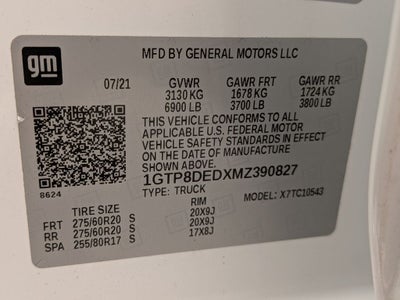 gm
MFD BY GENERAL MOTORS LLC
07/21 GVWR GAWR FRT GAWR RR
3130 KG 1678 KG 1724 KG
6900 LB 3700 LB 3800 LB
THIS VEHICLE CONFORMS TO ALL
APPLICABLE U.S. FEDERAL MOTOR
VEHICLE SAFETY STANDARDS IN EFFECT
ON THE DATE OF MANUFACTURE
SHOWN ABOVE.
1GTP8DEDXMZ390827
8624 TYPE: TRUCK MODEL: X7TC10543
TIRE SIZE RIM
FRT 275/60R20 S 20X9J
RR 275/60R20 S 20X9J
SPA 255/80R17 S 17X8J